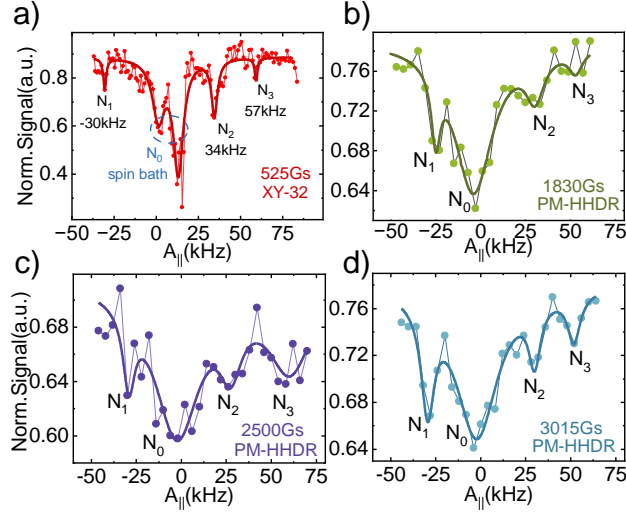 a)
Norm.Signal(a.u.)
0.8
0.6
0.4
N1
-30kHz
N0
spin bath
N2
34kHz
N3
57kHz
525Gs
XY-32
−50 −25 0 25 50 75
A||(kHz)
b)
0.76
0.72
0.68
0.64
N1
N0
N2
N3
1830Gs
PM-HHDR
−50 −25 0 25 50 75
A||(kHz)
c)
Norm.Signal(a.u.)
0.68
0.64
0.60
N1
N0
N2
N3
2500Gs
PM-HHDR
−50 −25 0 25 50 75
A||(kHz)
d)
0.76
0.72
0.68
0.64
N1
N0
N2
N3
3015Gs
PM-HHDR
−50 −25 0 25 50 75
A||(kHz)